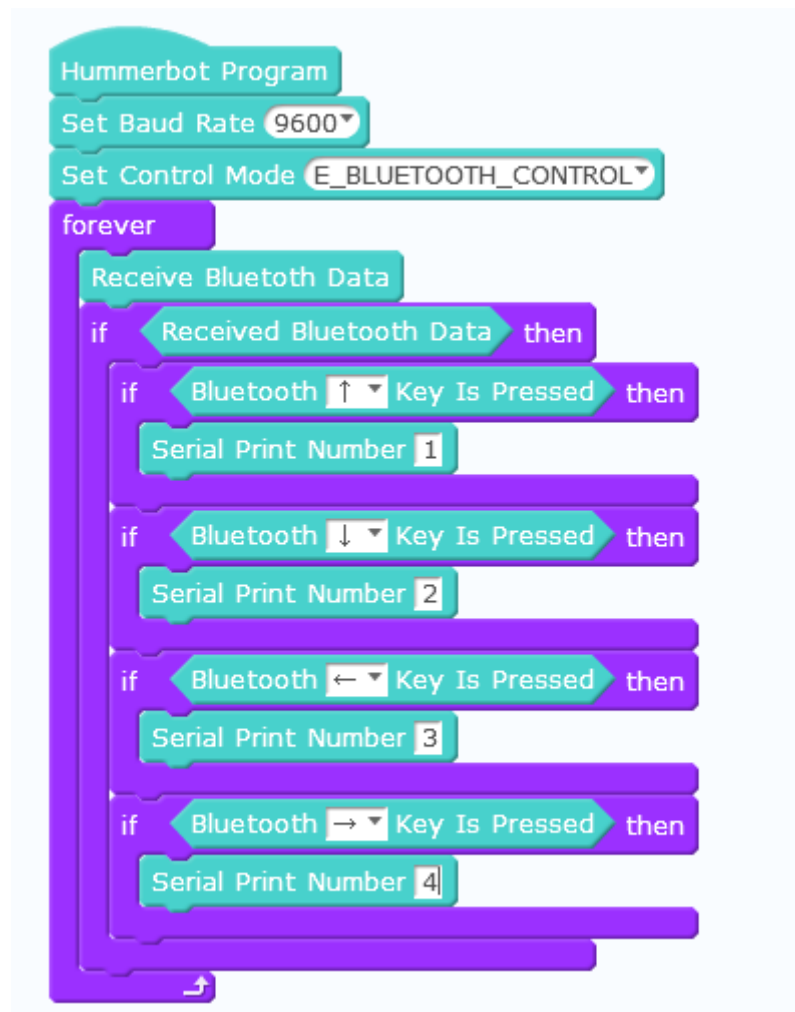 Hummerbot Program
Set Baud Rate 9600
Set Control Mode E_BLUETOOTH_CONTROL
forever
Receive Bluetoth Data
if Received Bluetooth Data then
if Bluetooth ↑ Key Is Pressed then
Serial Print Number 1
if Bluetooth ↓ Key Is Pressed then
Serial Print Number 2
if Bluetooth ← Key Is Pressed then
Serial Print Number 3
if Bluetooth → Key Is Pressed then
Serial Print Number 4